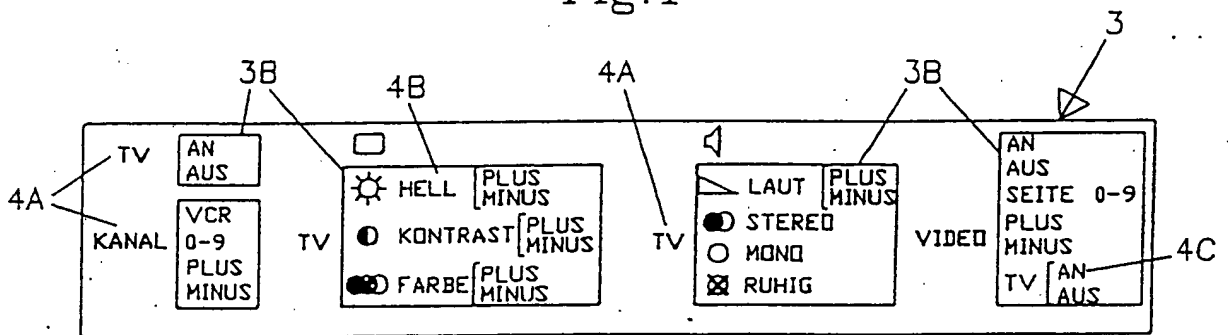 Fig.1
3
3B
4B
4A
3B
TV
AN
AUS
4A
KANAL
VCR
0-9
PLUS
MINUS
TV
HELL
PLUS
MINUS
KONTRAST
PLUS
MINUS
FARBE
PLUS
MINUS
TV
LAUT
PLUS
MINUS
STEREO
MONO
RUHIG
VIDEO
AN
AUS
SEITE 0-9
PLUS
MINUS
TV
AN
AUS
4C